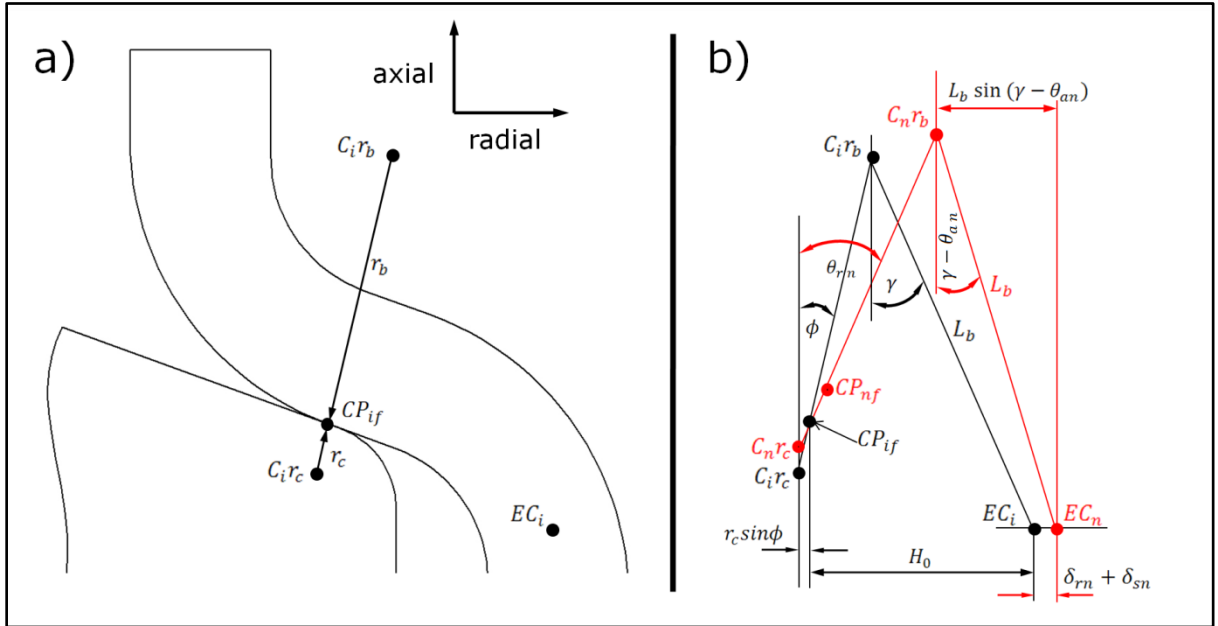 a)
axial
radial
C_i r_b
r_b
CP_if
r_c
C_i r_c
EC_i
b)
L_b sin (γ − θ_an)
C_n r_b
C_i r_b
θ_rn
γ
γ − θ_an
L_b
L_b
ϕ
CP_nf
CP_if
C_n r_c
C_i r_c
EC_i
EC_n
r_c sinϕ
H_0
δ_rn + δ_sn